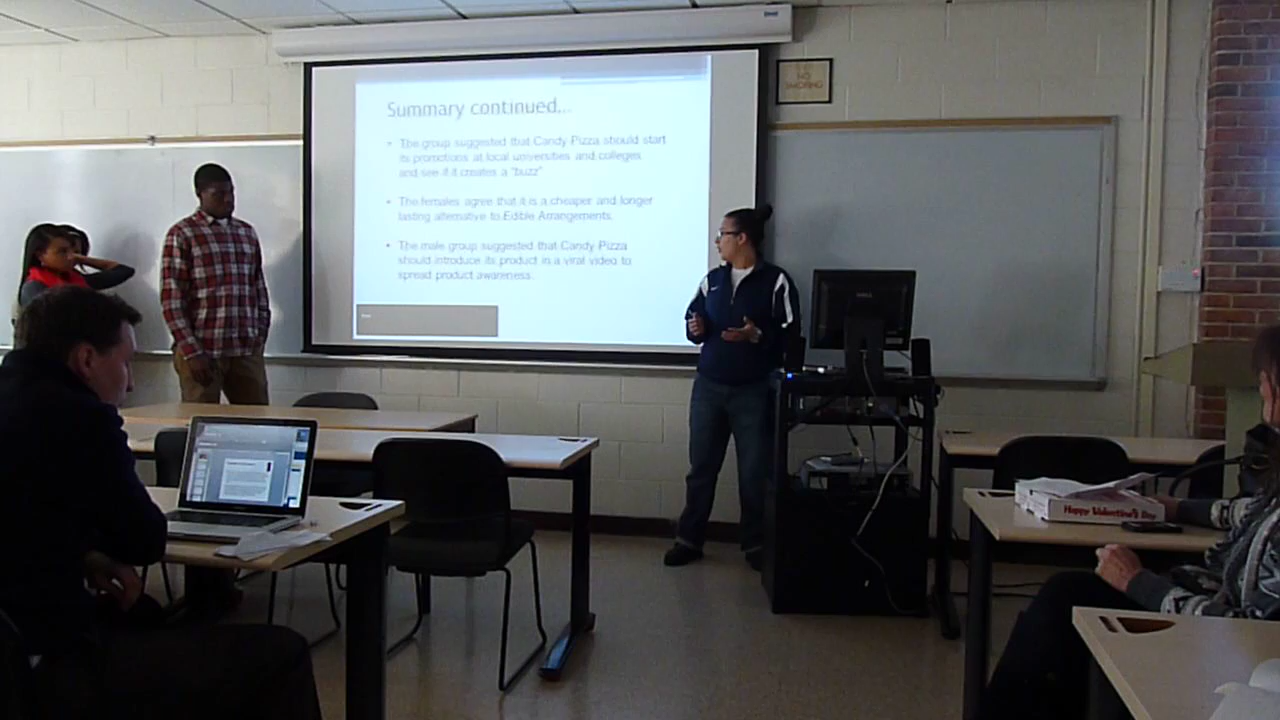 NO
SMOKING
Summary continued...
• The group suggested that Candy Pizza should start
its promotions at local universities and colleges
and see if it creates a "buzz"
• The females agree that it is a cheaper and longer
lasting alternative to Edible Arrangements.
• The male group suggested that Candy Pizza
should introduce its product in a viral video to
spread product awareness.
DELL
Happy Valentine's Day